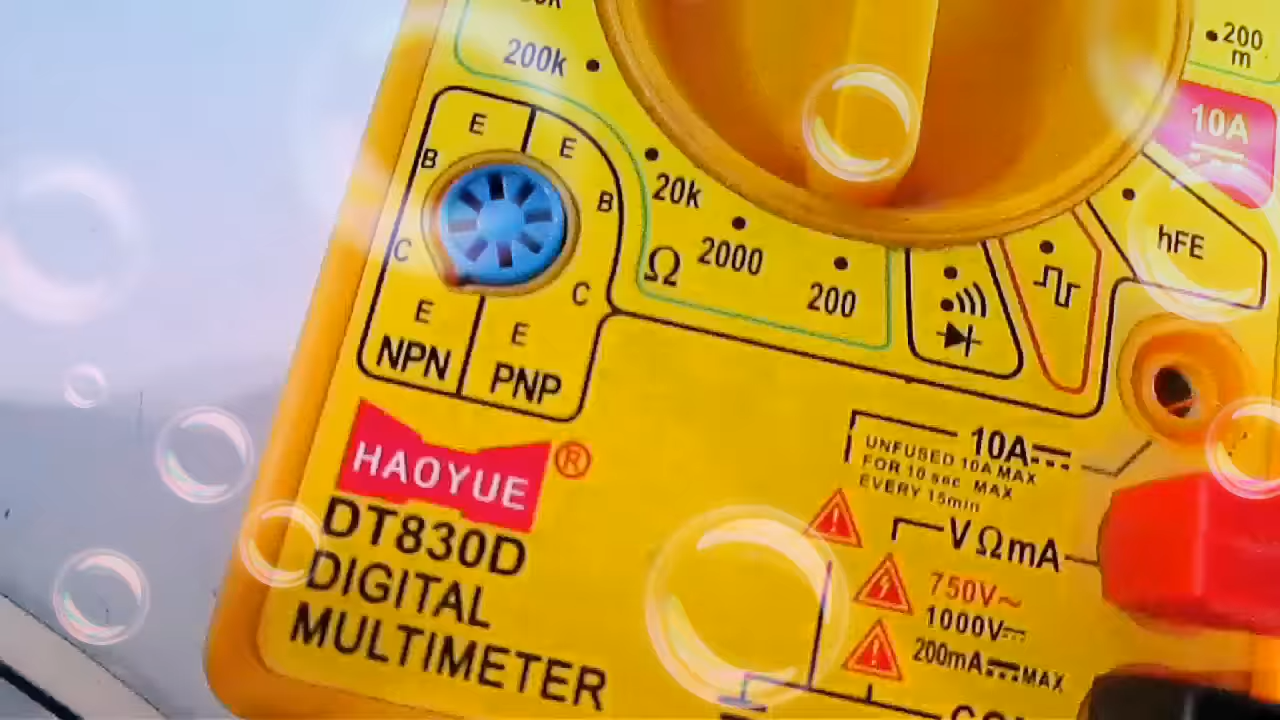 200k
20k
2000
200
Ω
200
m
10A
hFE
E
E
B
B
C
C
E
E
NPN
PNP
HAOYUE®
DT830D
DIGITAL
MULTIMETER
10A
UNFUSED 10A MAX
FOR 10 sec MAX
EVERY 15min
VΩmA
750V~
1000V
200mA MAX